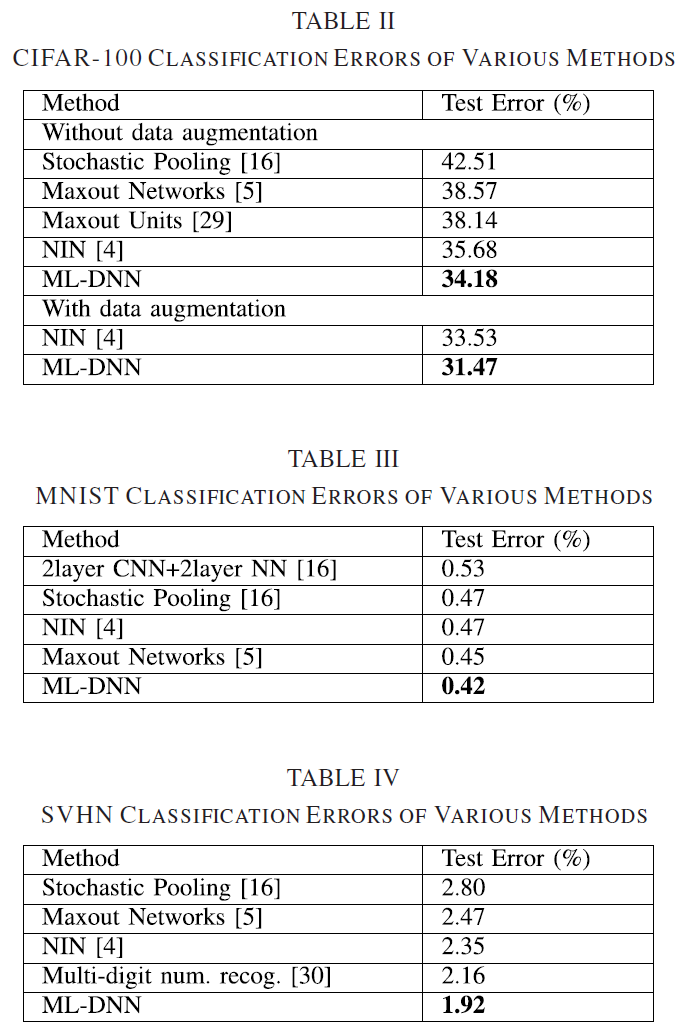 TABLE II
CIFAR-100 CLASSIFICATION ERRORS OF VARIOUS METHODS
Method Test Error (%)
Without data augmentation
Stochastic Pooling [16] 42.51
Maxout Networks [5] 38.57
Maxout Units [29] 38.14
NIN [4] 35.68
ML-DNN 34.18
With data augmentation
NIN [4] 33.53
ML-DNN 31.47
TABLE III
MNIST CLASSIFICATION ERRORS OF VARIOUS METHODS
Method Test Error (%)
2layer CNN+2layer NN [16] 0.53
Stochastic Pooling [16] 0.47
NIN [4] 0.47
Maxout Networks [5] 0.45
ML-DNN 0.42
TABLE IV
SVHN CLASSIFICATION ERRORS OF VARIOUS METHODS
Method Test Error (%)
Stochastic Pooling [16] 2.80
Maxout Networks [5] 2.47
NIN [4] 2.35
Multi-digit num. recog. [30] 2.16
ML-DNN 1.92